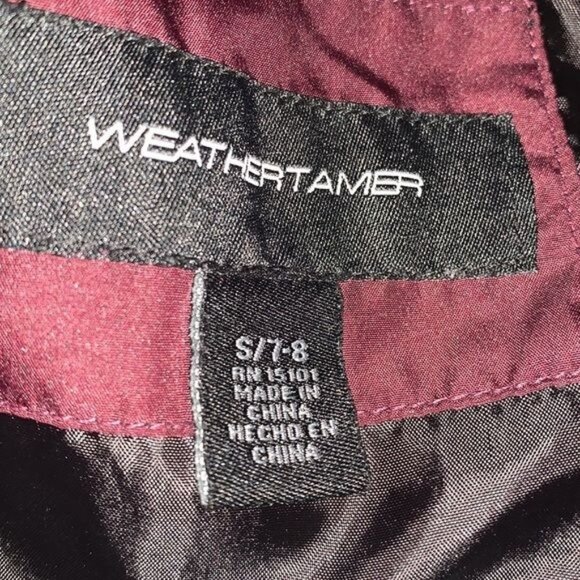 WEATHERTAMER
S/7-8
RN 15101
MADE IN
CHINA
HECHO EN
CHINA